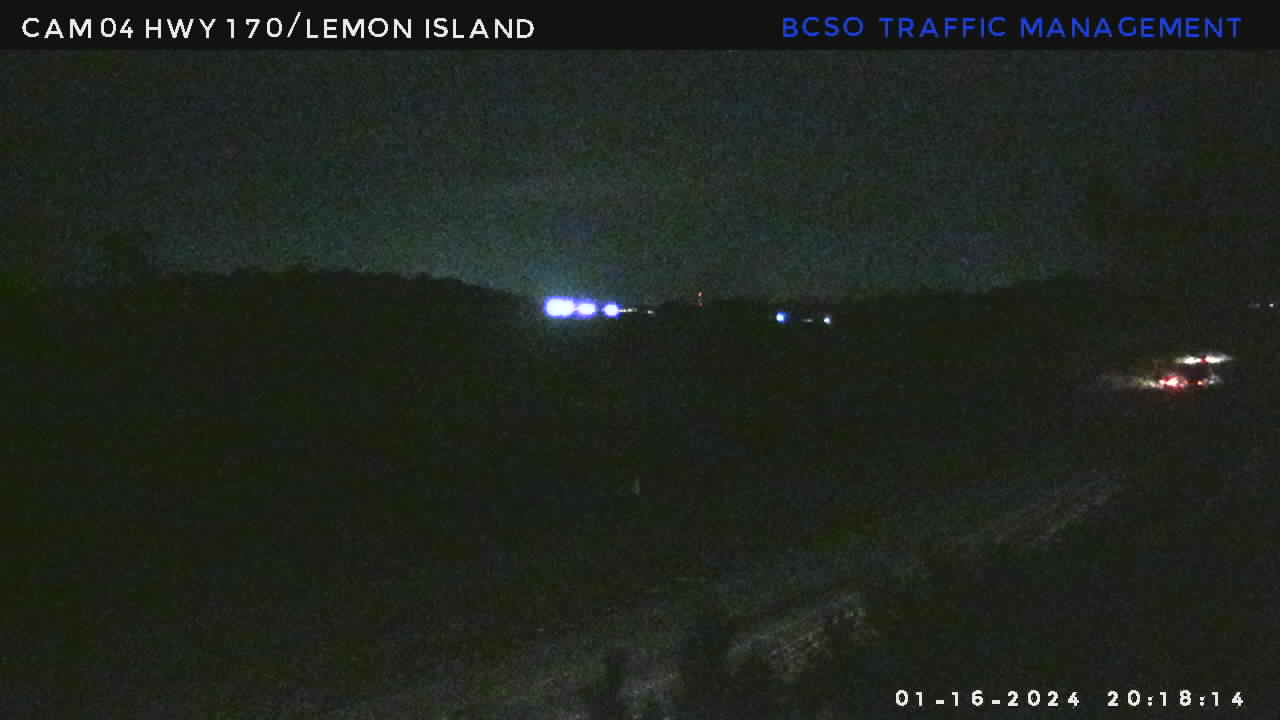 CAM04 HWY 170/LEMON ISLAND
BCSO TRAFFIC MANAGEMENT
01-16-2024 20:18:14